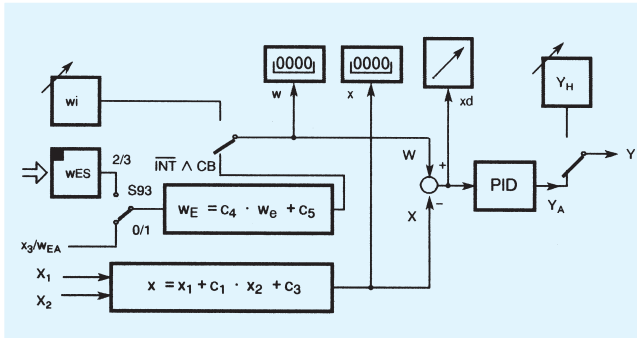 0000
0000
w
x
xd
wi
Y_H
INT ∧ CB
W
+
Y
wES
2/3
S93
w_E = c_4 · w_e + c_5
−
PID
Y_A
X
0/1
x_3/w_EA
X_1
X_2
x = x_1 + c_1 · x_2 + c_3